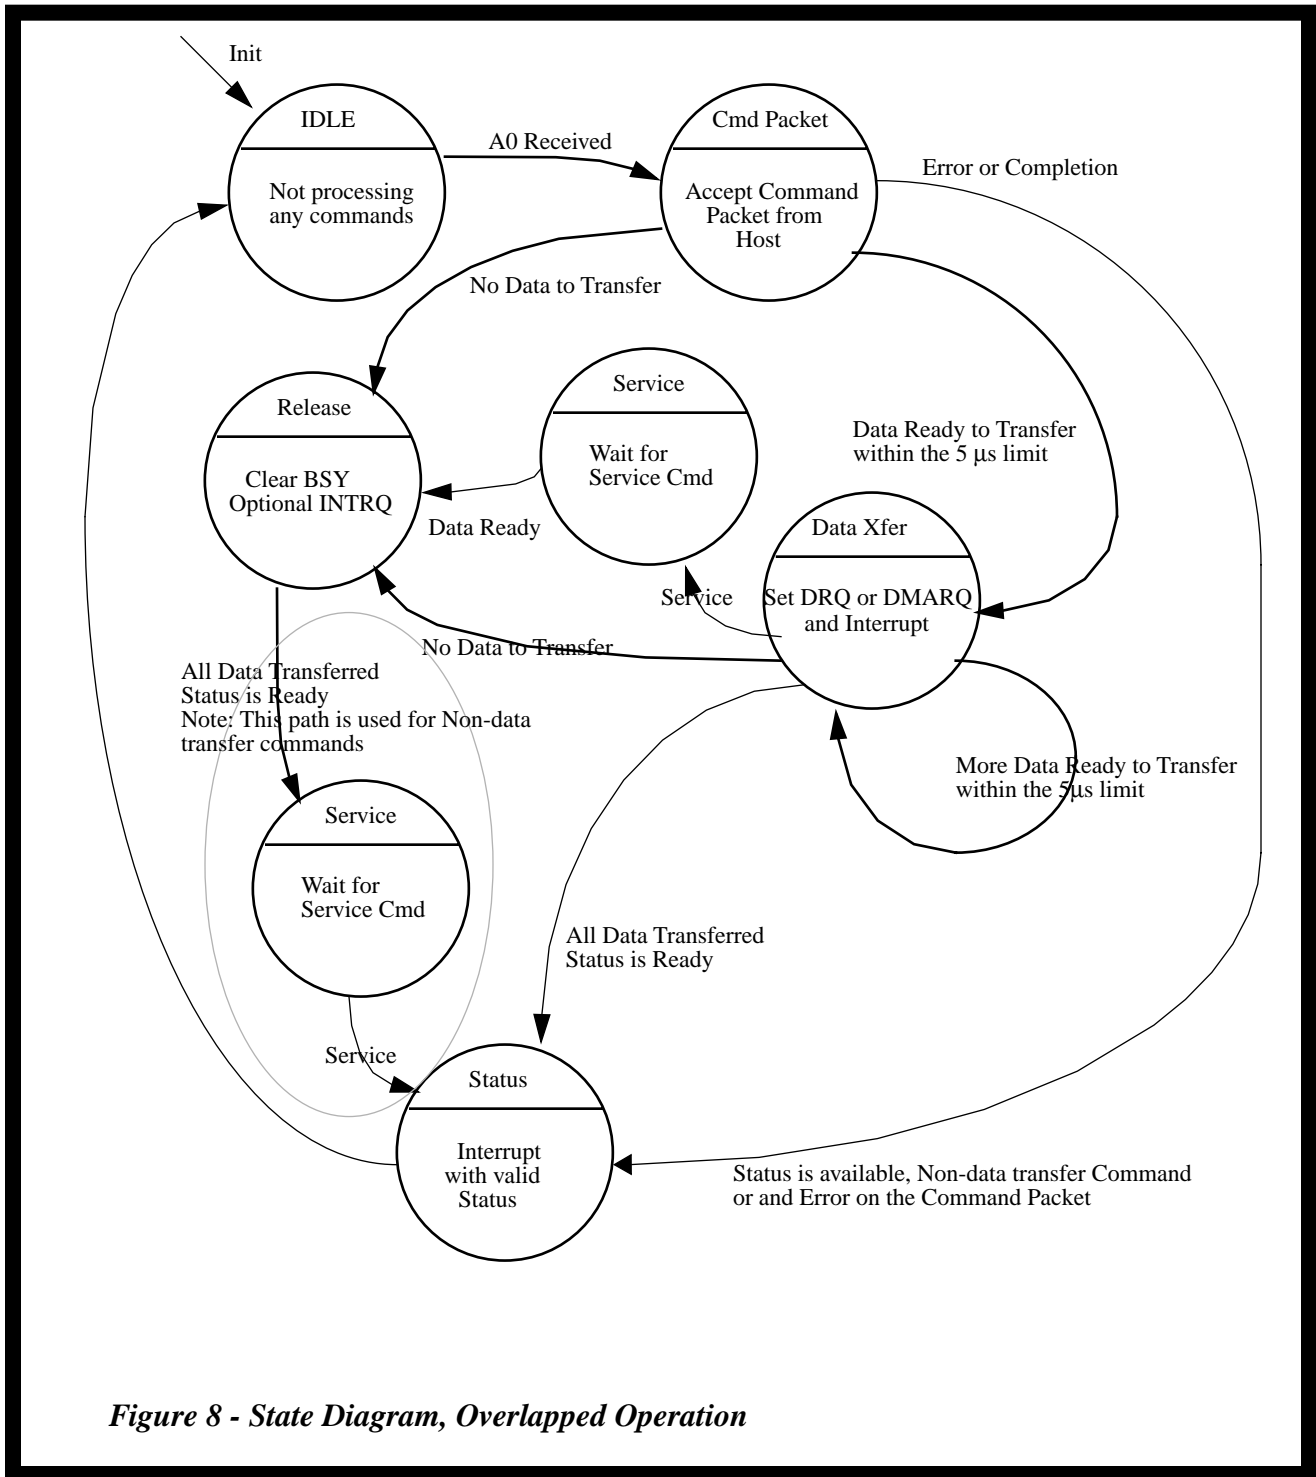 Init
IDLE
Not processing
any commands
A0 Received
Cmd Packet
Accept Command
Packet from
Host
Error or Completion
No Data to Transfer
Release
Clear BSY
Optional INTRQ
Service
Wait for
Service Cmd
Data Ready
Data Ready to Transfer
within the 5 μs limit
Data Xfer
Set DRQ or DMARQ
and Interrupt
Service
No Data to Transfer
All Data Transferred
Status is Ready
Note: This path is used for Non-data
transfer commands
More Data Ready to Transfer
within the 5μs limit
Service
Wait for
Service Cmd
All Data Transferred
Status is Ready
Service
Status
Interrupt
with valid
Status
Status is available, Non-data transfer Command
or and Error on the Command Packet
Figure 8 - State Diagram, Overlapped Operation